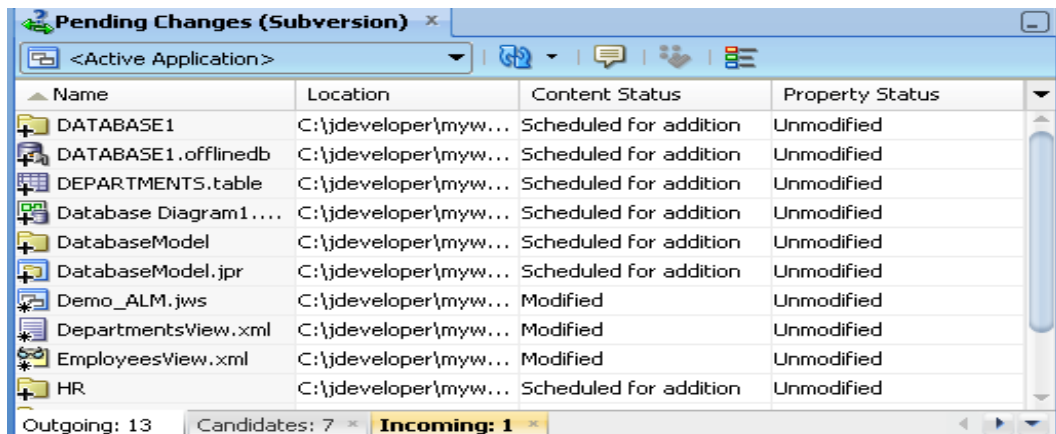 Pending Changes (Subversion)
<Active Application>
Name Location Content Status Property Status
DATABASE1 C:\jdeveloper\myw... Scheduled for addition Unmodified
DATABASE1.offlinedb C:\jdeveloper\myw... Scheduled for addition Unmodified
DEPARTMENTS.table C:\jdeveloper\myw... Scheduled for addition Unmodified
Database Diagram1.... C:\jdeveloper\myw... Scheduled for addition Unmodified
DatabaseModel C:\jdeveloper\myw... Scheduled for addition Unmodified
DatabaseModel.jpr C:\jdeveloper\myw... Scheduled for addition Unmodified
Demo_ALM.jws C:\jdeveloper\myw... Modified Unmodified
DepartmentsView.xml C:\jdeveloper\myw... Modified Unmodified
EmployeesView.xml C:\jdeveloper\myw... Modified Unmodified
HR C:\jdeveloper\myw... Scheduled for addition Unmodified
Outgoing: 13 Candidates: 7 Incoming: 1